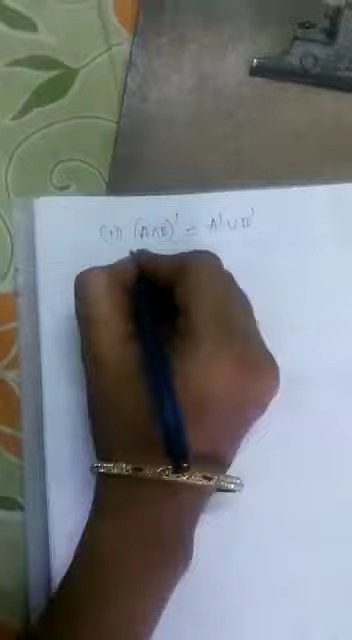 (ii) (A∩B)' = A'∪B'